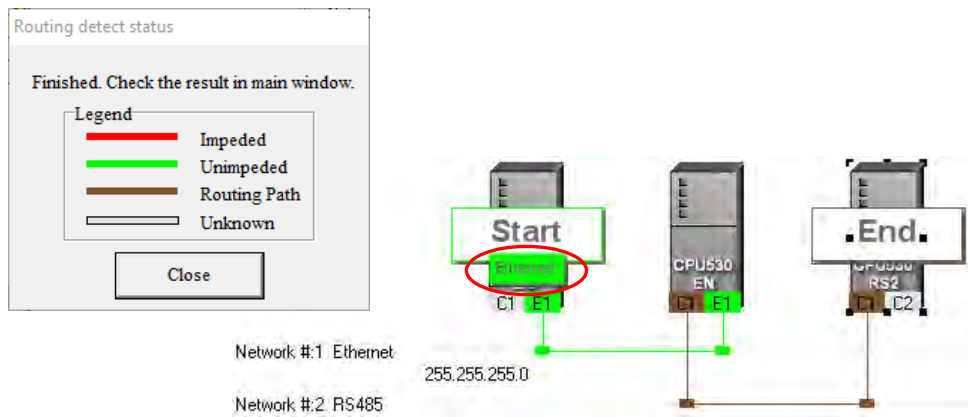 Routing detect status
Finished. Check the result in main window.
Legend
Impeded
Unimpeded
Routing Path
Unknown
Close
Start
Ethernet
C1 E1
CPU530
EN
C1 E1
End
CPU530
RS2
C1 C2
Network #:1 Ethernet
255.255.255.0
Network #:2 RS485